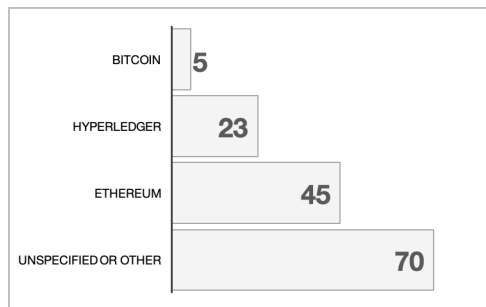 BITCOIN 5
HYPERLEDGER 23
ETHEREUM 45
UNSPECIFIED OR OTHER 70